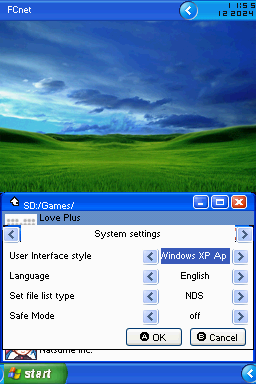 FCnet
11:55
12 2024
SD:/Games/
Love Plus
System settings
User Interface style
Windows XP Ap
Language
English
Set file list type
NDS
Safe Mode
off
A OK
B Cancel
Natsume Inc.
start